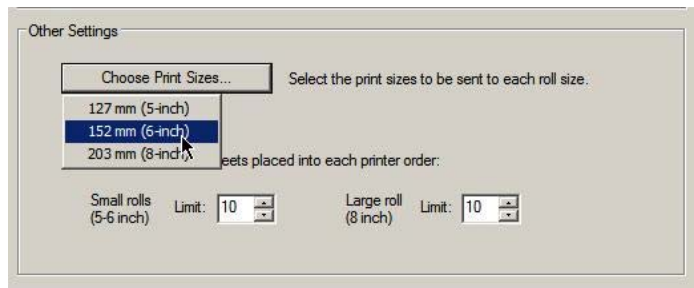 Other Settings
Choose Print Sizes...
Select the print sizes to be sent to each roll size.
127 mm (5-inch)
152 mm (6-inch)
203 mm (8-inch)
eets placed into each printer order:
Small rolls
(5-6 inch)
Limit: 10
Large roll
(8 inch)
Limit: 10